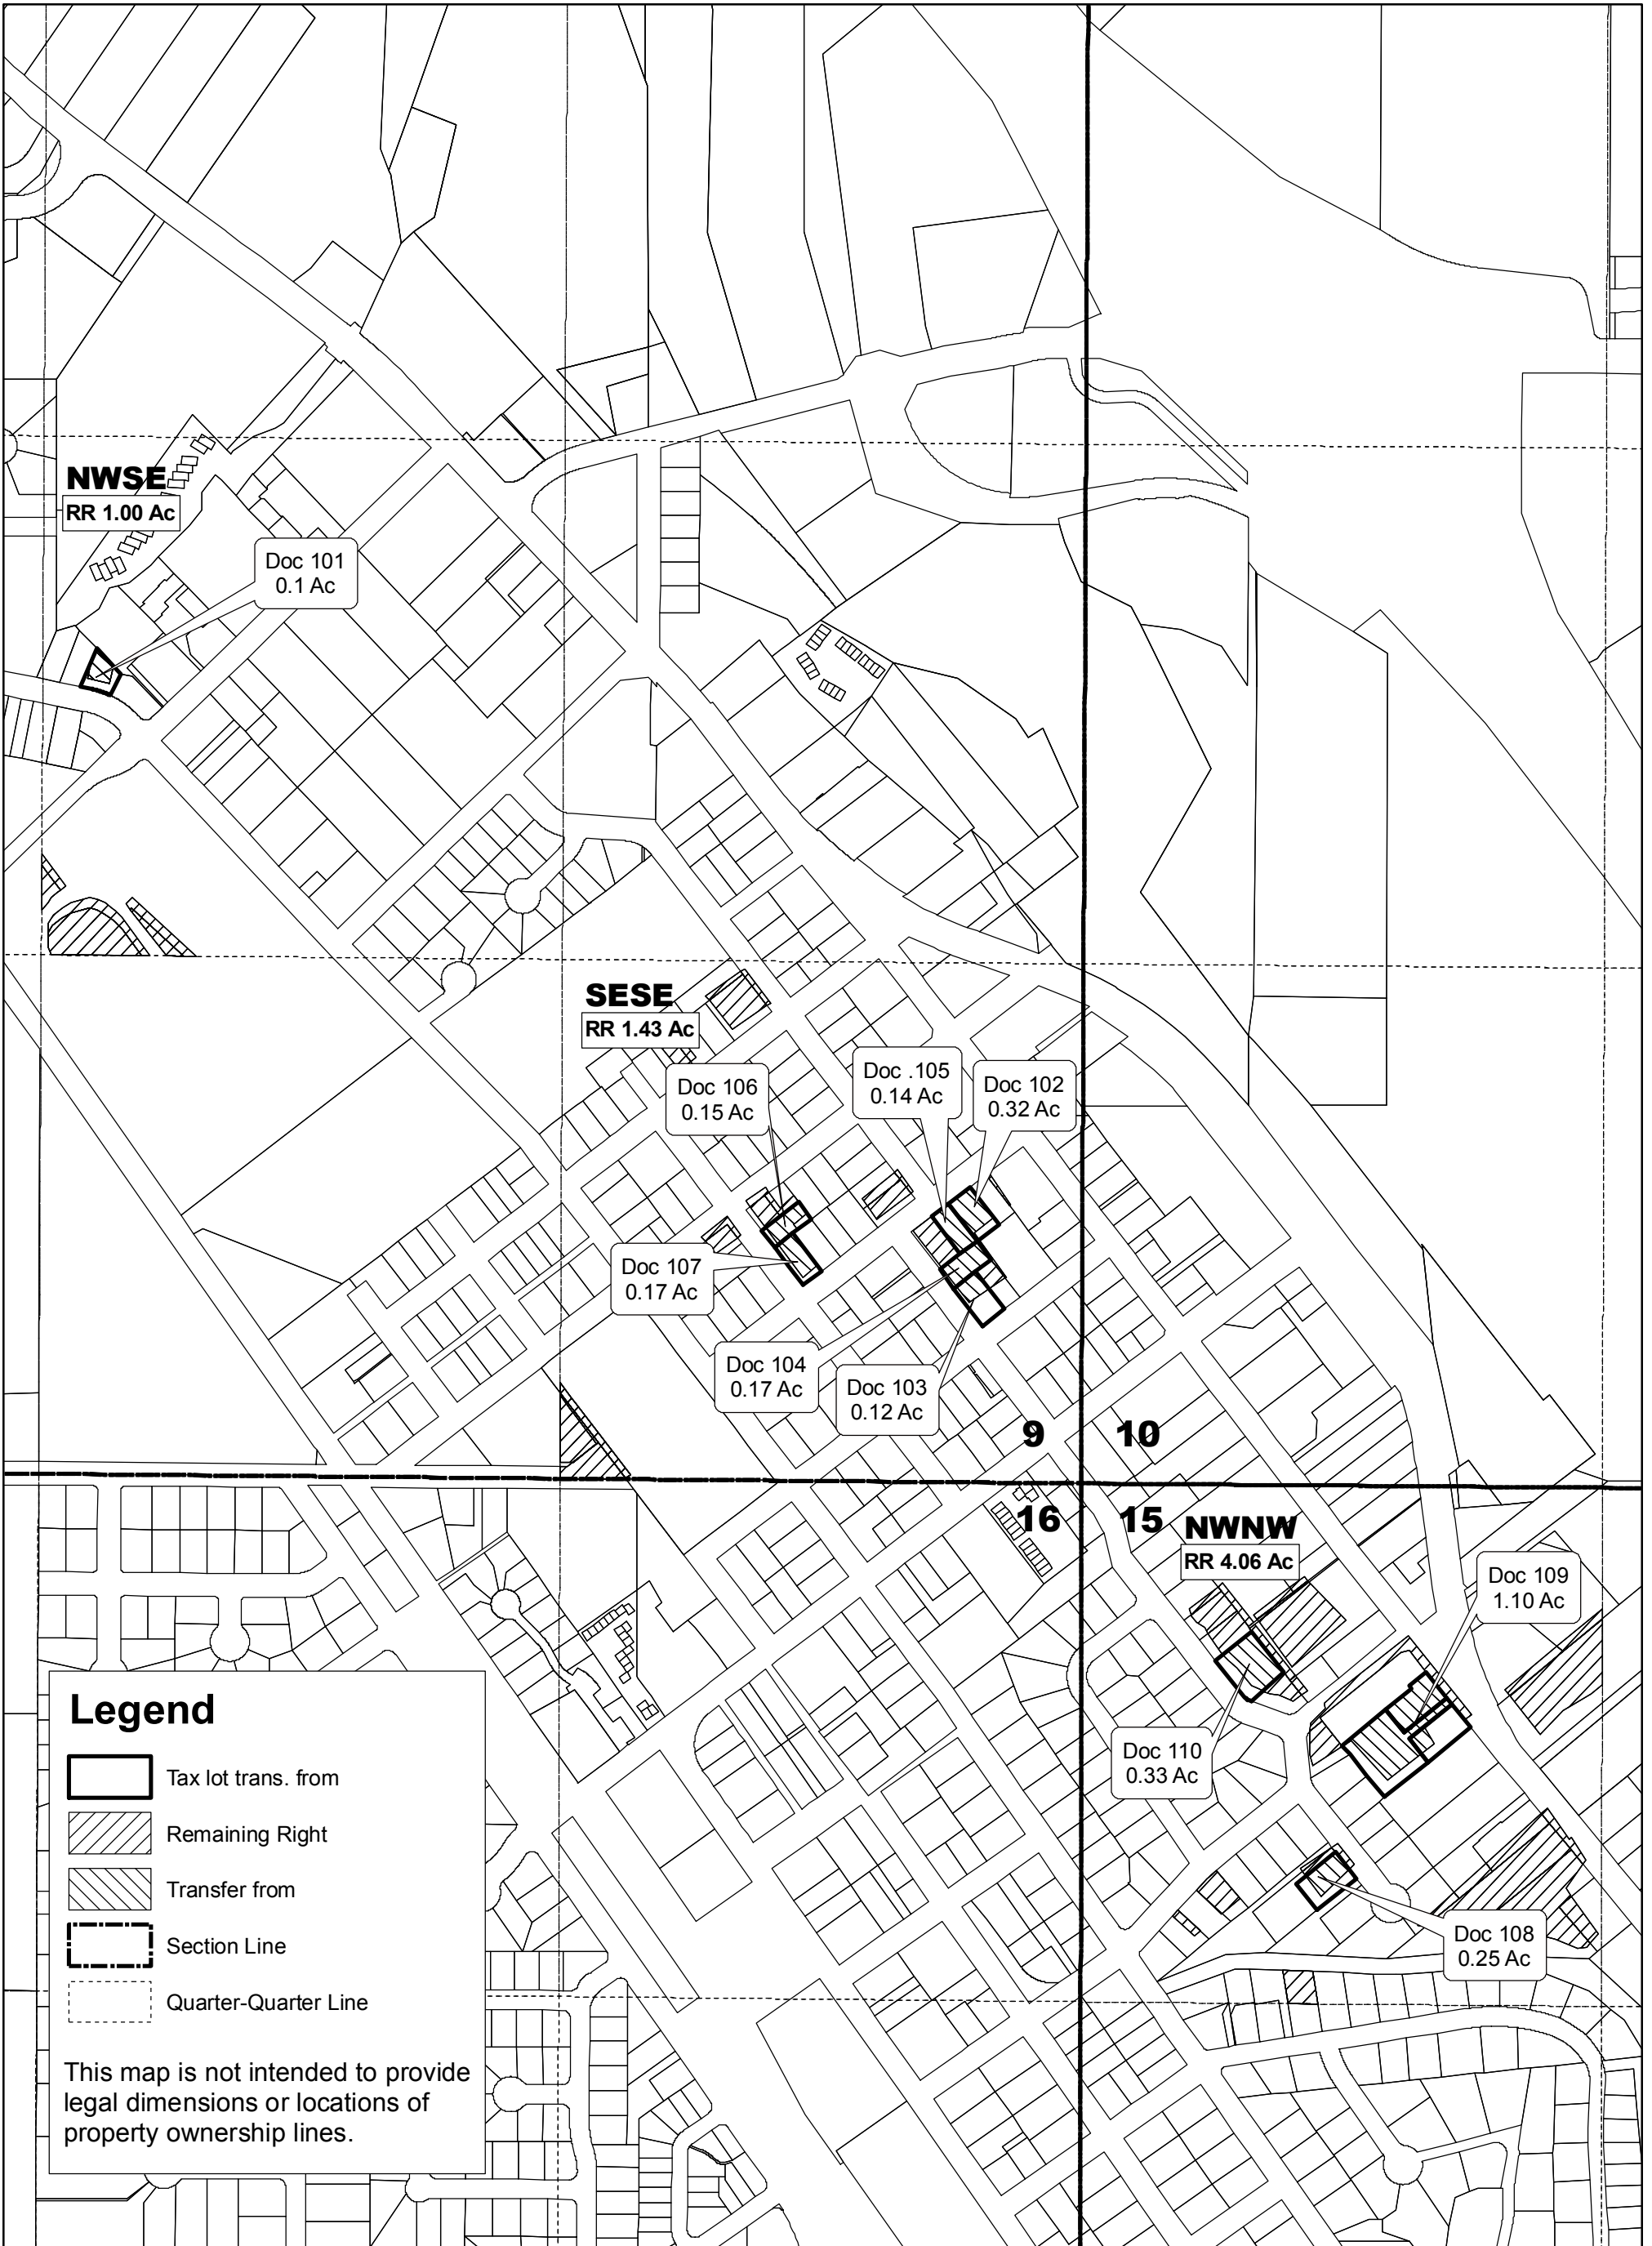 NWSE
RR 1.00 Ac
Doc 101
0.1 Ac
SESE
RR 1.43 Ac
Doc 106
0.15 Ac
Doc .105
0.14 Ac
Doc 102
0.32 Ac
Doc 107
0.17 Ac
Doc 104
0.17 Ac
Doc 103
0.12 Ac
9
10
16
15
NWNW
RR 4.06 Ac
Doc 109
1.10 Ac
Doc 110
0.33 Ac
Doc 108
0.25 Ac
Legend
Tax lot trans. from
Remaining Right
Transfer from
Section Line
Quarter-Quarter Line
This map is not intended to provide
legal dimensions or locations of
property ownership lines.